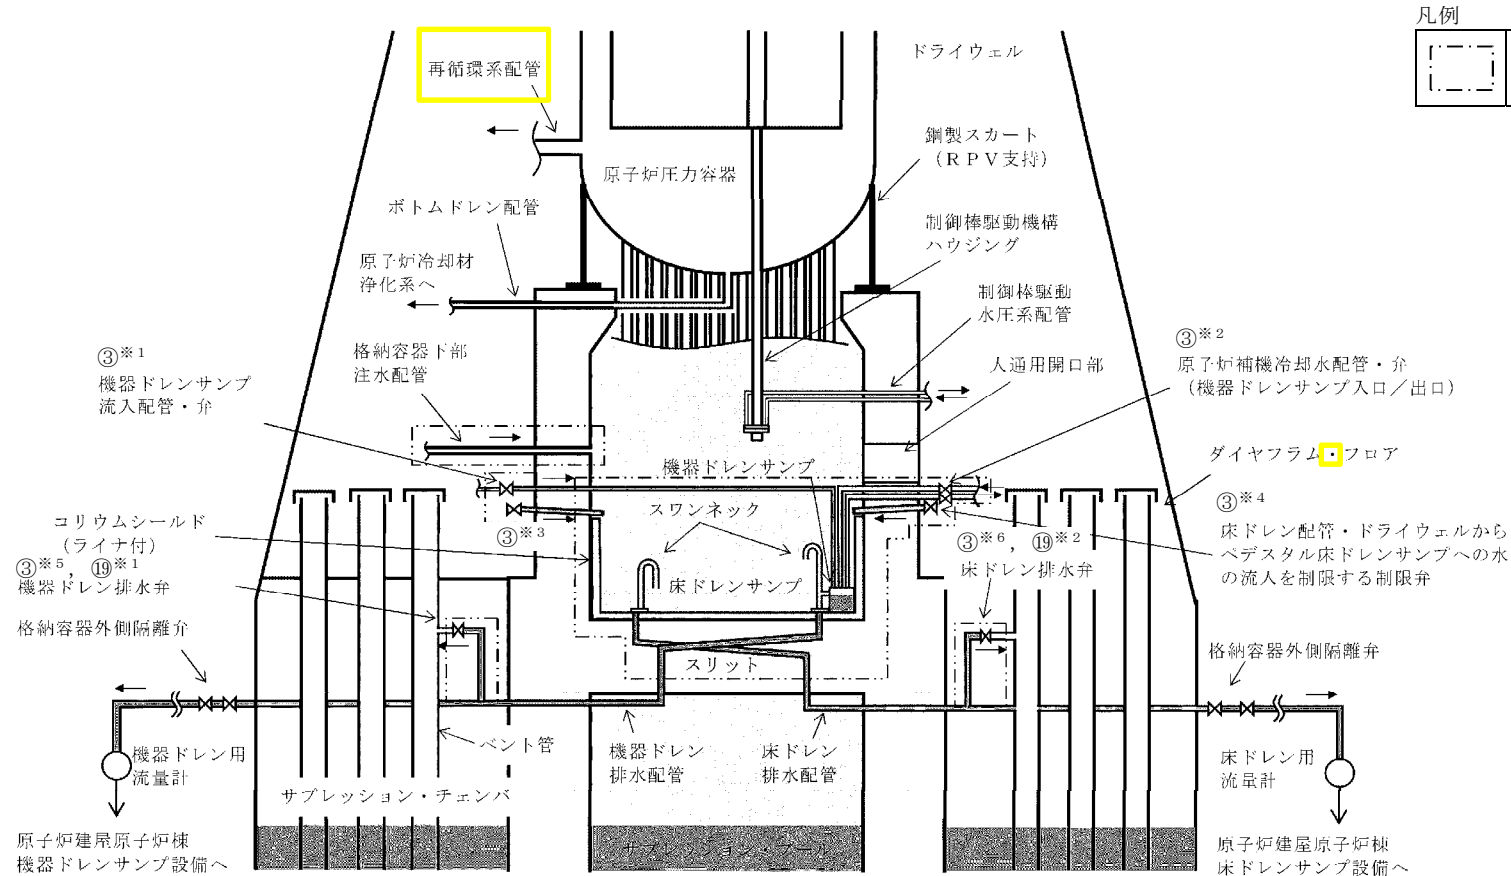 凡例
再循環系配管
ドライウェル
鋼製スカート
（ＲＰＶ支持）
原子炉圧力容器
ボトムドレン配管
制御棒駆動機構
ハウジング
原子炉冷却材
浄化系へ
制御棒駆動
水圧系配管
③※1
機器ドレンサンプ
流入配管・弁
格納容器下部
注水配管
人通用開口部
③※2
原子炉補機冷却水配管・弁
（機器ドレンサンプ入口／出口）
機器ドレンサンプ
ダイヤフラム・フロア
スワンネック
③※3
③※4
床ドレン配管・ドライウェルから
ペデスタル床ドレンサンプへの水
の流入を制限する制限弁
コリウムシールド
（ライナ付）
③※5，⑲※1
機器ドレン排水弁
床ドレンサンプ
③※6，⑲※2
床ドレン排水弁
格納容器外側隔離弁
スリット
格納容器外側隔離弁
機器ドレン用
流量計
ベント管
機器ドレン
排水配管
床ドレン
排水配管
床ドレン用
流量計
サプレッション・チェンバ
サプレッション・プール
原子炉建屋原子炉棟
機器ドレンサンプ設備へ
原子炉建屋原子炉棟
床ドレンサンプ設備へ